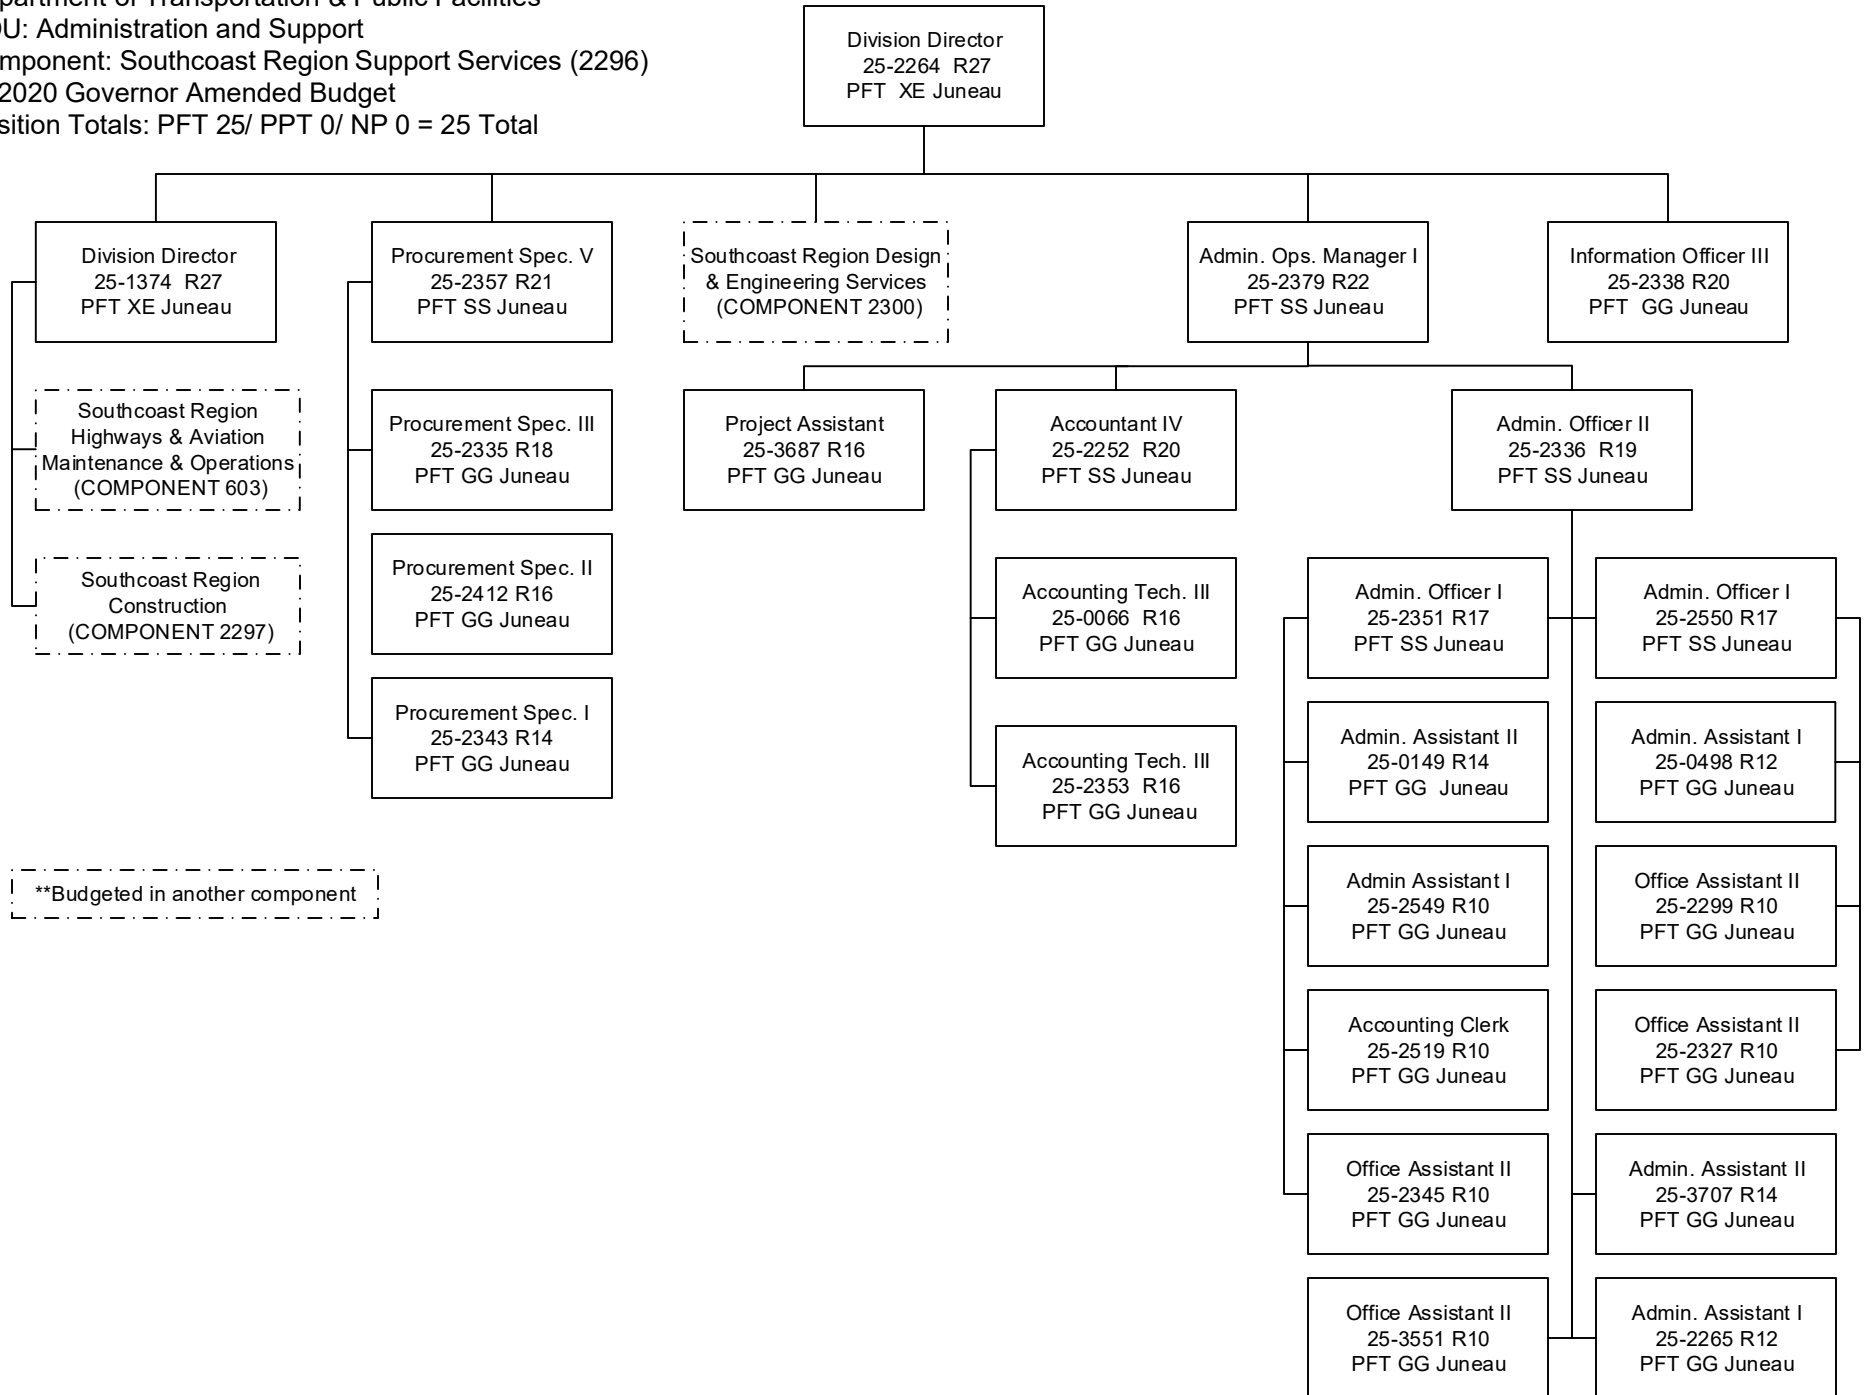 partment of Transportation & Public Facilities
DU: Administration and Support
mponent: Southcoast Region Support Services (2296)
2020 Governor Amended Budget
sition Totals: PFT 25/ PPT 0/ NP 0 = 25 Total
Division Director
25-2264 R27
PFT XE Juneau
Division Director
25-1374 R27
PFT XE Juneau
Procurement Spec. V
25-2357 R21
PFT SS Juneau
Southcoast Region Design
& Engineering Services
(COMPONENT 2300)
Admin. Ops. Manager I
25-2379 R22
PFT SS Juneau
Information Officer III
25-2338 R20
PFT GG Juneau
Southcoast Region
Highways & Aviation
Maintenance & Operations
(COMPONENT 603)
Procurement Spec. III
25-2335 R18
PFT GG Juneau
Project Assistant
25-3687 R16
PFT GG Juneau
Accountant IV
25-2252 R20
PFT SS Juneau
Admin. Officer II
25-2336 R19
PFT SS Juneau
Southcoast Region
Construction
(COMPONENT 2297)
Procurement Spec. II
25-2412 R16
PFT GG Juneau
Accounting Tech. III
25-0066 R16
PFT GG Juneau
Admin. Officer I
25-2351 R17
PFT SS Juneau
Admin. Officer I
25-2550 R17
PFT SS Juneau
Procurement Spec. I
25-2343 R14
PFT GG Juneau
Accounting Tech. III
25-2353 R16
PFT GG Juneau
Admin. Assistant II
25-0149 R14
PFT GG Juneau
Admin. Assistant I
25-0498 R12
PFT GG Juneau
**Budgeted in another component
Admin Assistant I
25-2549 R10
PFT GG Juneau
Office Assistant II
25-2299 R10
PFT GG Juneau
Accounting Clerk
25-2519 R10
PFT GG Juneau
Office Assistant II
25-2327 R10
PFT GG Juneau
Office Assistant II
25-2345 R10
PFT GG Juneau
Admin. Assistant II
25-3707 R14
PFT GG Juneau
Office Assistant II
25-3551 R10
PFT GG Juneau
Admin. Assistant I
25-2265 R12
PFT GG Juneau